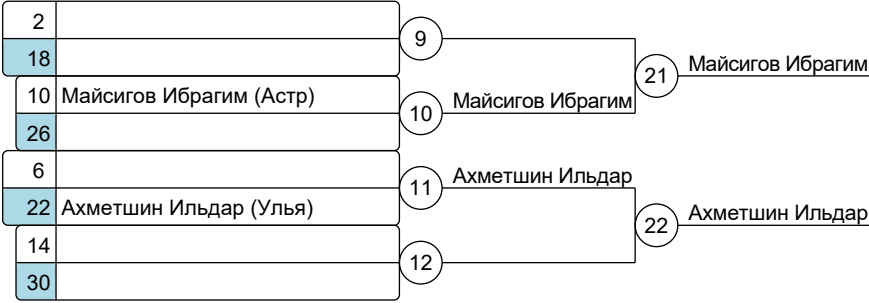 2
9
18
21 Майсигов Ибрагим
10 Майсигов Ибрагим (Астр)
10 Майсигов Ибрагим
26
6
11 Ахметшин Ильдар
22 Ахметшин Ильдар (Улья)
22 Ахметшин Ильдар
14
12
30